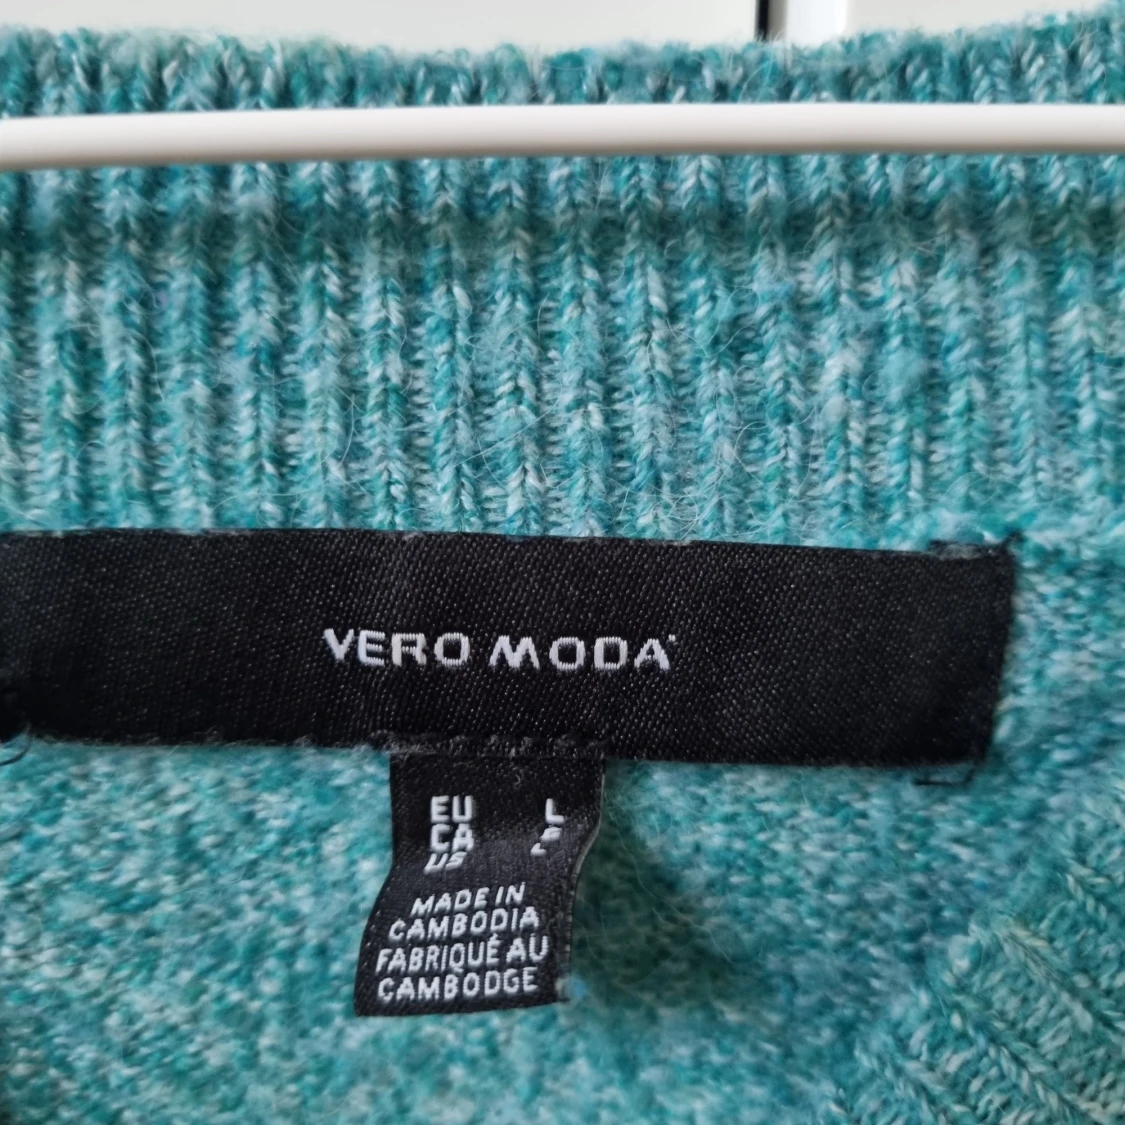 VERO MODA
EU L
CA
US
MADE IN
CAMBODIA
FABRIQUÉ AU
CAMBODGE